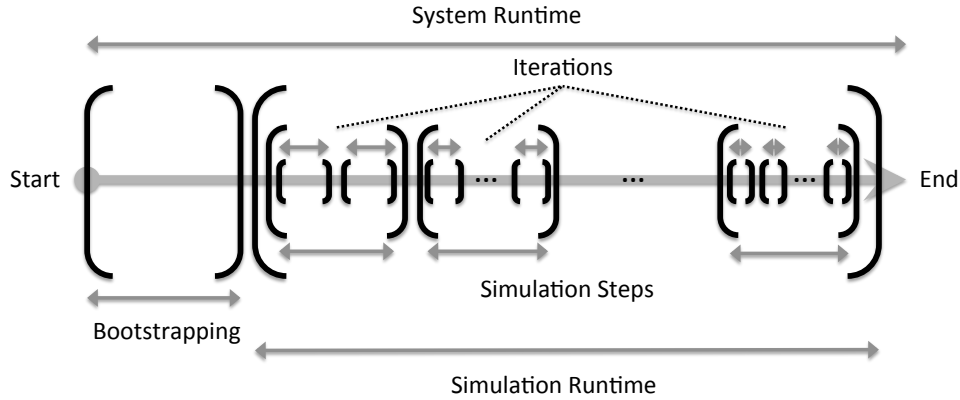 System Runtime
Iterations
Start
...
...
...
End
Simulation Steps
Bootstrapping
Simulation Runtime